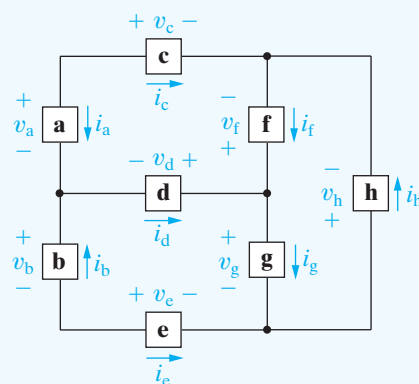 + v_c −
c
i_c
+
v_a
−
a
i_a
−
v_f
+
f
i_f
− v_d +
d
i_d
−
v_h
+
h
i_h
+
v_b
−
b
i_b
+
v_g
−
g
i_g
+ v_e −
e
i_e